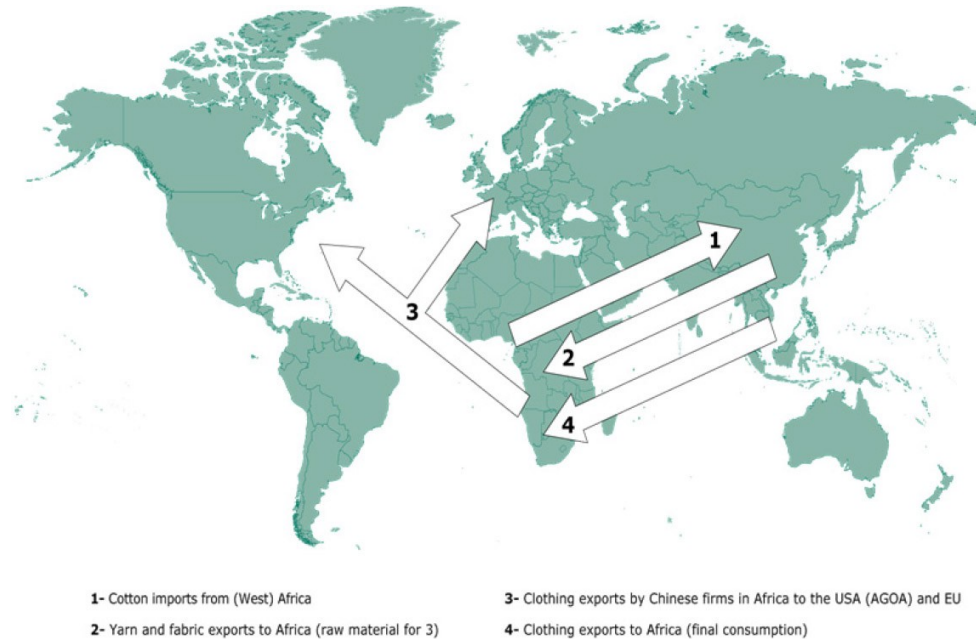 1
2
3
4
1- Cotton imports from (West) Africa
2- Yarn and fabric exports to Africa (raw material for 3)
3- Clothing exports by Chinese firms in Africa to the USA (AGOA) and EU
4- Clothing exports to Africa (final consumption)